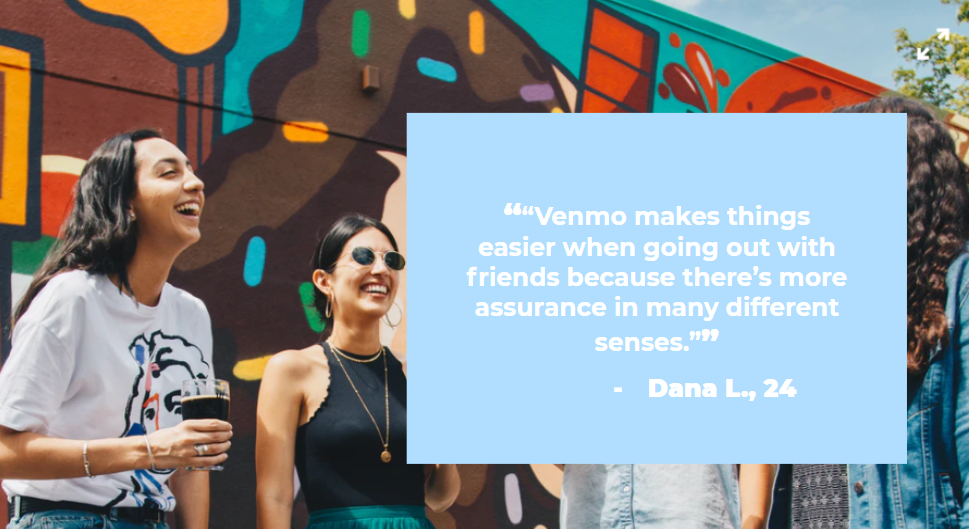 ““Venmo makes things
easier when going out with
friends because there’s more
assurance in many different
senses.””
- Dana L., 24